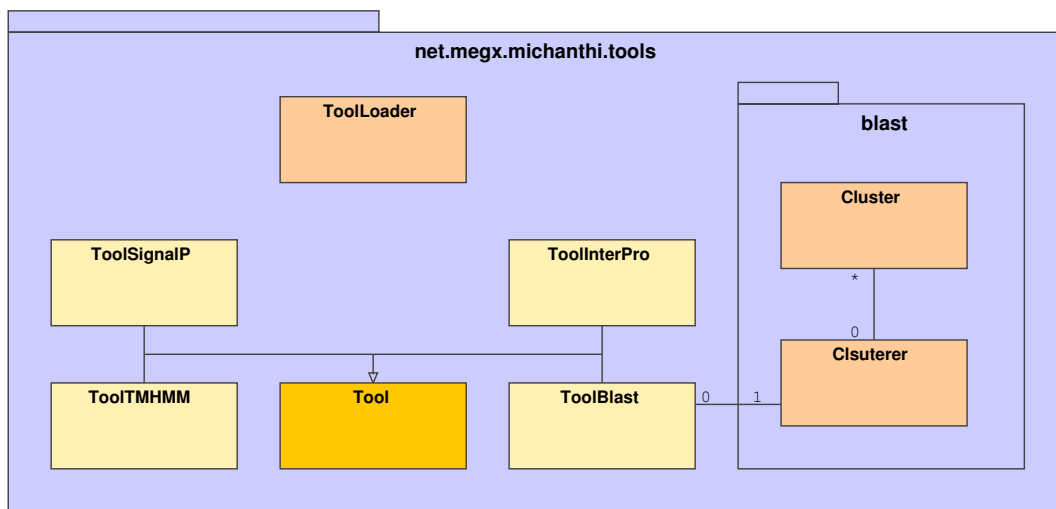 net.megx.michanthi.tools
ToolLoader
blast
Cluster
ToolSignalP
ToolInterPro
*
0
Clsuterer
ToolTMHMM
Tool
ToolBlast
0
1